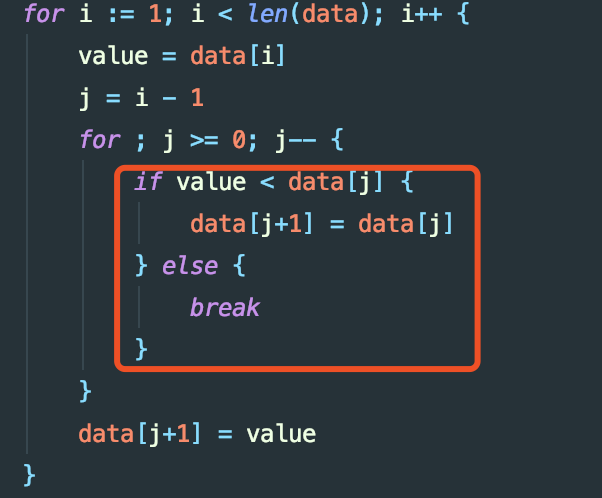 for i := 1; i < len(data); i++ {
value = data[i]
j = i - 1
for ; j >= 0; j-- {
if value < data[j] {
data[j+1] = data[j]
} else {
break
}
}
data[j+1] = value
}